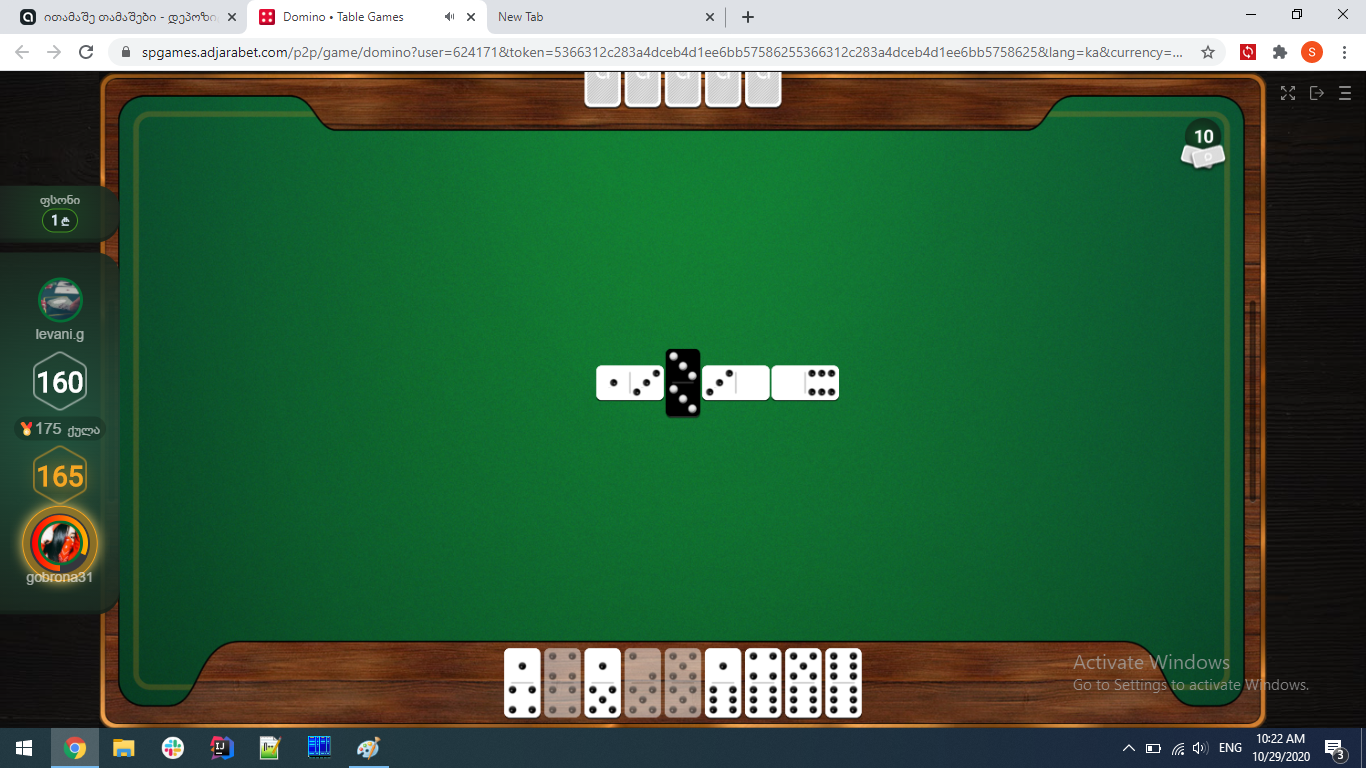 ითამაშე თამაშები - დეპოზი
Domino • Table Games
New Tab
spgames.adjarabet.com/p2p/game/domino?user=624171&token=5366312c283a4dceb4d1ee6bb57586255366312c283a4dceb4d1ee6bb5758625&lang=ka&currency=...
S
10
ფსონი
1 ₾
levani.g
160
175 ქულა
165
gobrona31
Activate Windows
Go to Settings to activate Windows.
ENG
10:22 AM
10/29/2020
3